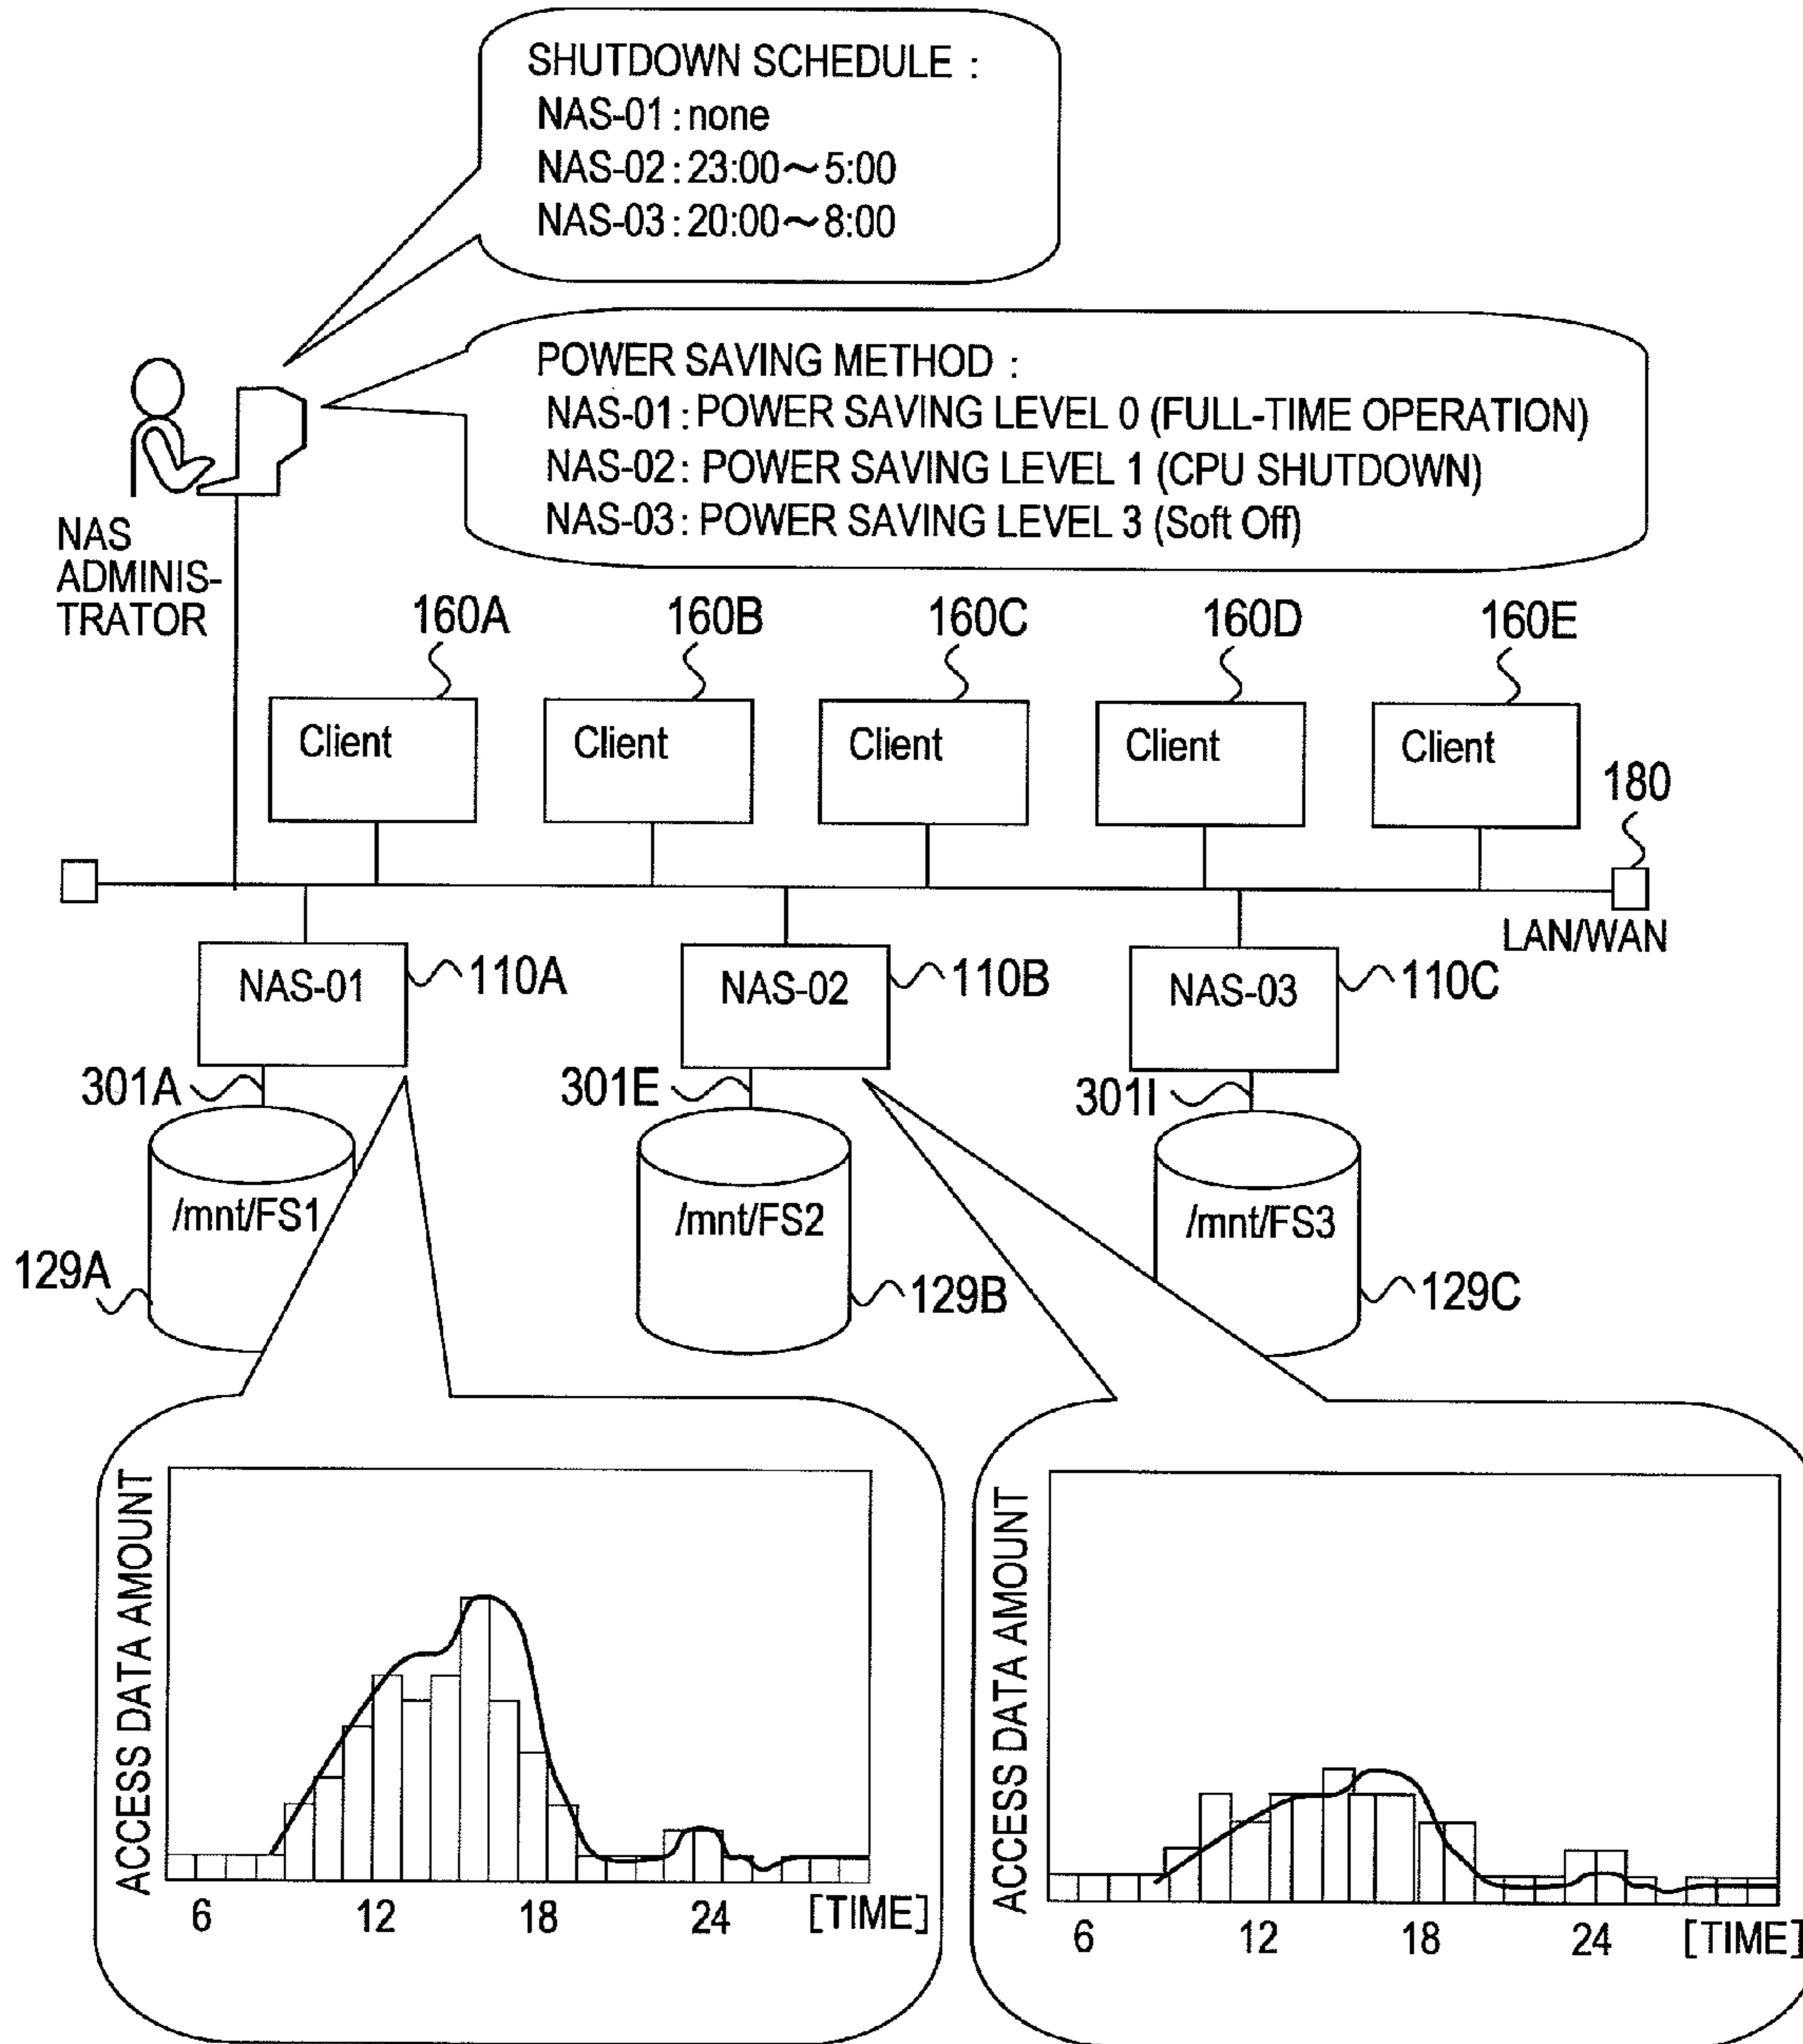 SHUTDOWN SCHEDULE :
NAS-01 : none
NAS-02 : 23:00～5:00
NAS-03 : 20:00～8:00
POWER SAVING METHOD :
NAS-01 : POWER SAVING LEVEL 0 (FULL-TIME OPERATION)
NAS-02 : POWER SAVING LEVEL 1 (CPU SHUTDOWN)
NAS-03 : POWER SAVING LEVEL 3 (Soft Off)
NAS
ADMINIS-
TRATOR
160A 160B 160C 160D 160E
Client Client Client Client Client
180
LAN/WAN
NAS-01 110A NAS-02 110B NAS-03 110C
301A 301E 301I
/mnt/FS1 /mnt/FS2 /mnt/FS3
129A 129B 129C
ACCESS DATA AMOUNT
6 12 18 24 [TIME]
ACCESS DATA AMOUNT
6 12 18 24 [TIME]